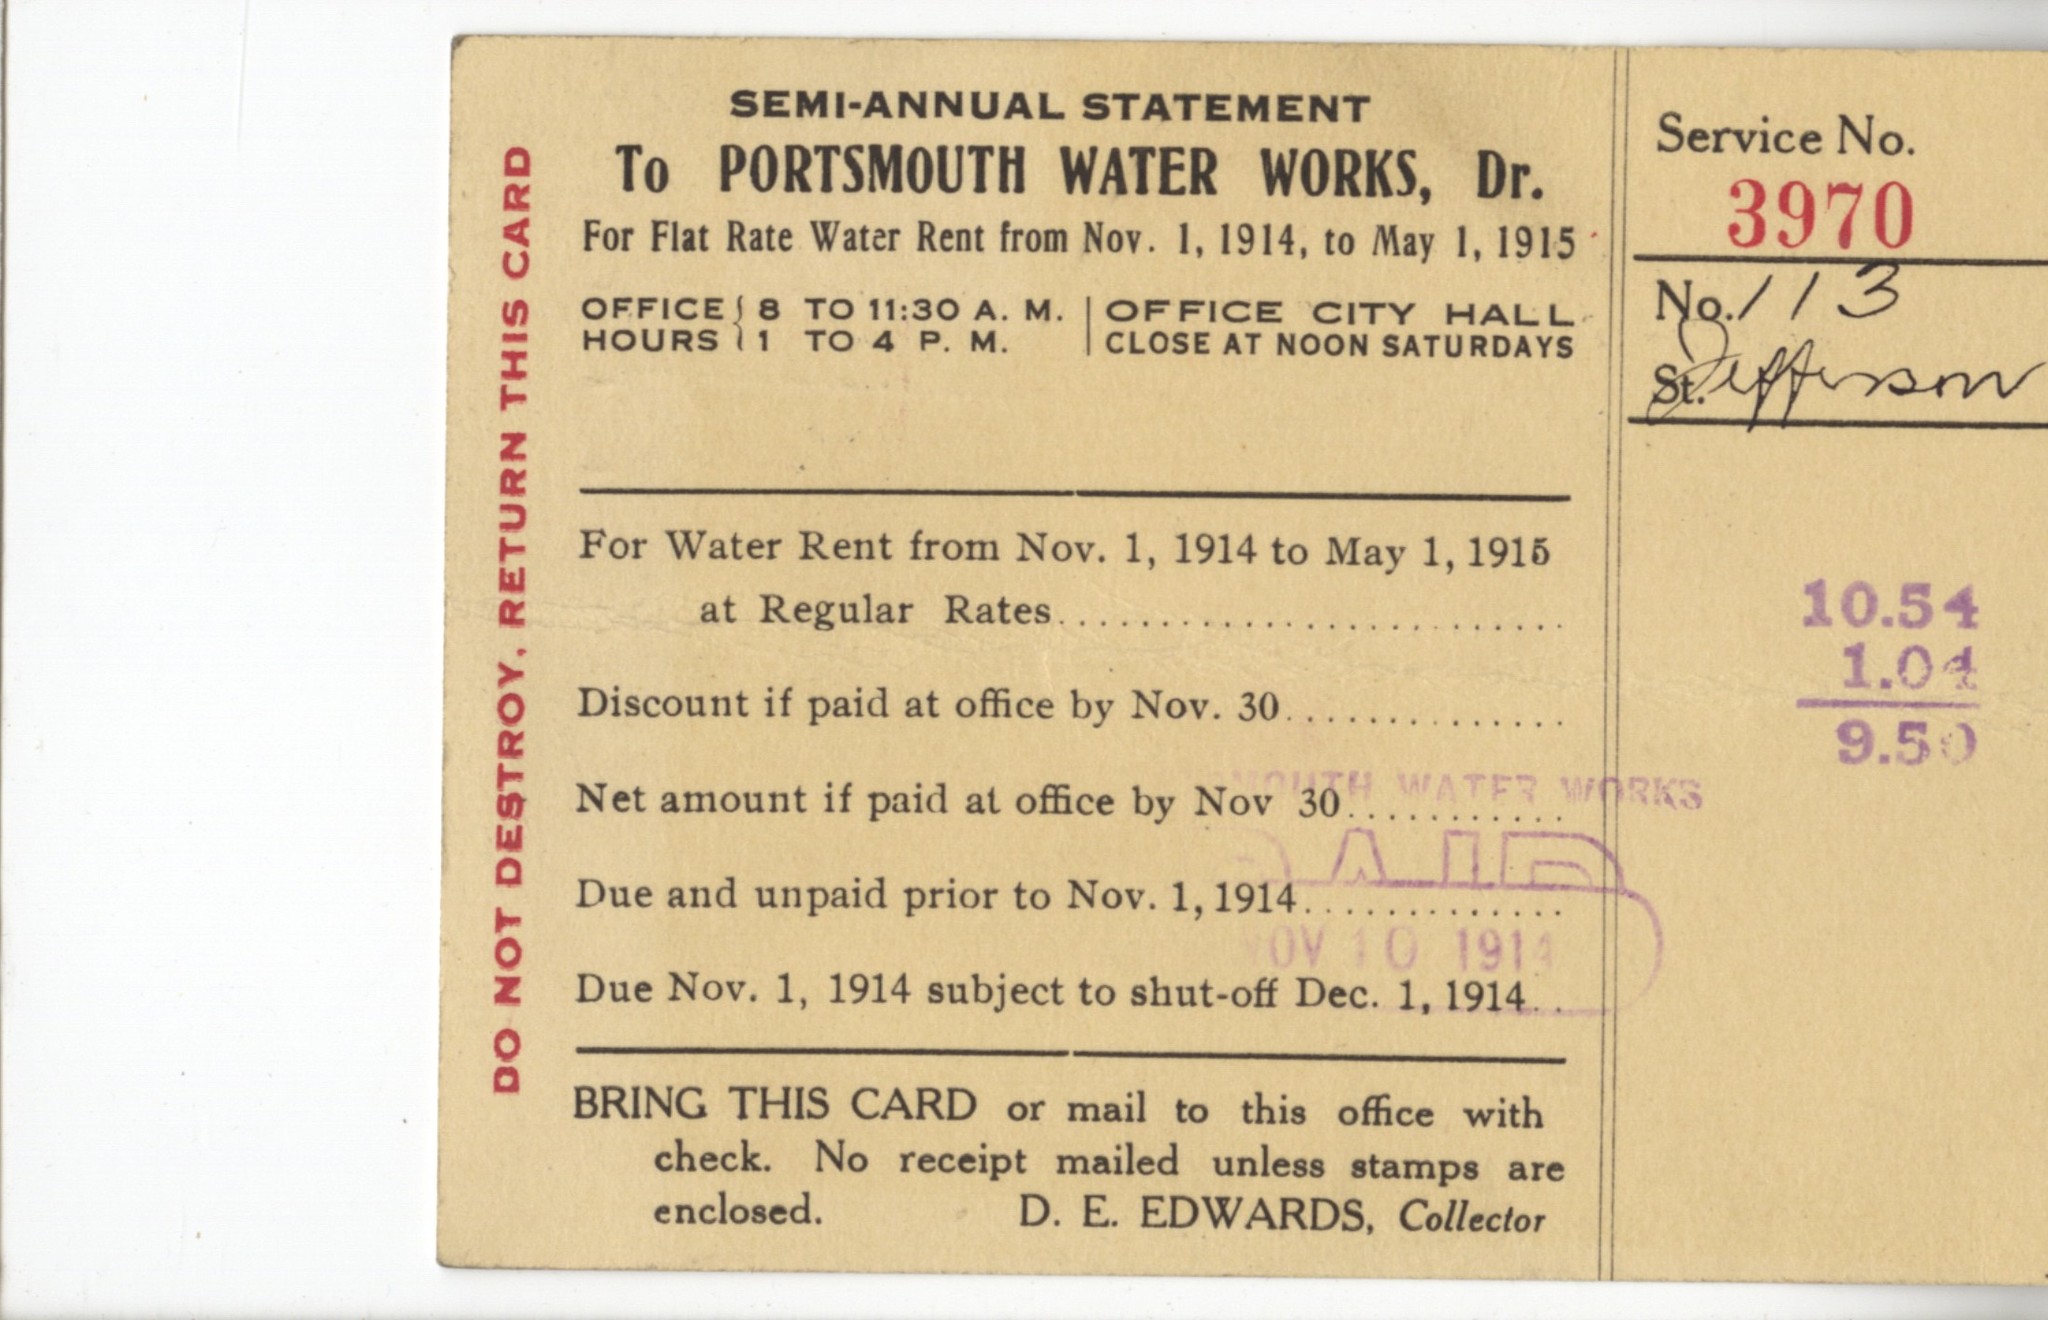 SEMI-ANNUAL STATEMENT
To PORTSMOUTH WATER WORKS, Dr.
For Flat Rate Water Rent from Nov. 1, 1914, to May 1, 1915
OFFICE HOURS { 8 TO 11:30 A. M.
1 TO 4 P. M.
OFFICE CITY HALL
CLOSE AT NOON SATURDAYS
For Water Rent from Nov. 1, 1914 to May 1, 1915
at Regular Rates
Discount if paid at office by Nov. 30
Net amount if paid at office by Nov 30
Due and unpaid prior to Nov. 1, 1914
Due Nov. 1, 1914 subject to shut-off Dec. 1, 1914
BRING THIS CARD or mail to this office with
check. No receipt mailed unless stamps are
enclosed. D. E. EDWARDS, Collector
DO NOT DESTROY, RETURN THIS CARD
Service No.
3970
No. 113
St. Jefferson
10.54
1.04
9.50
MOUTH WATER WORKS
PAID
NOV 10 1914